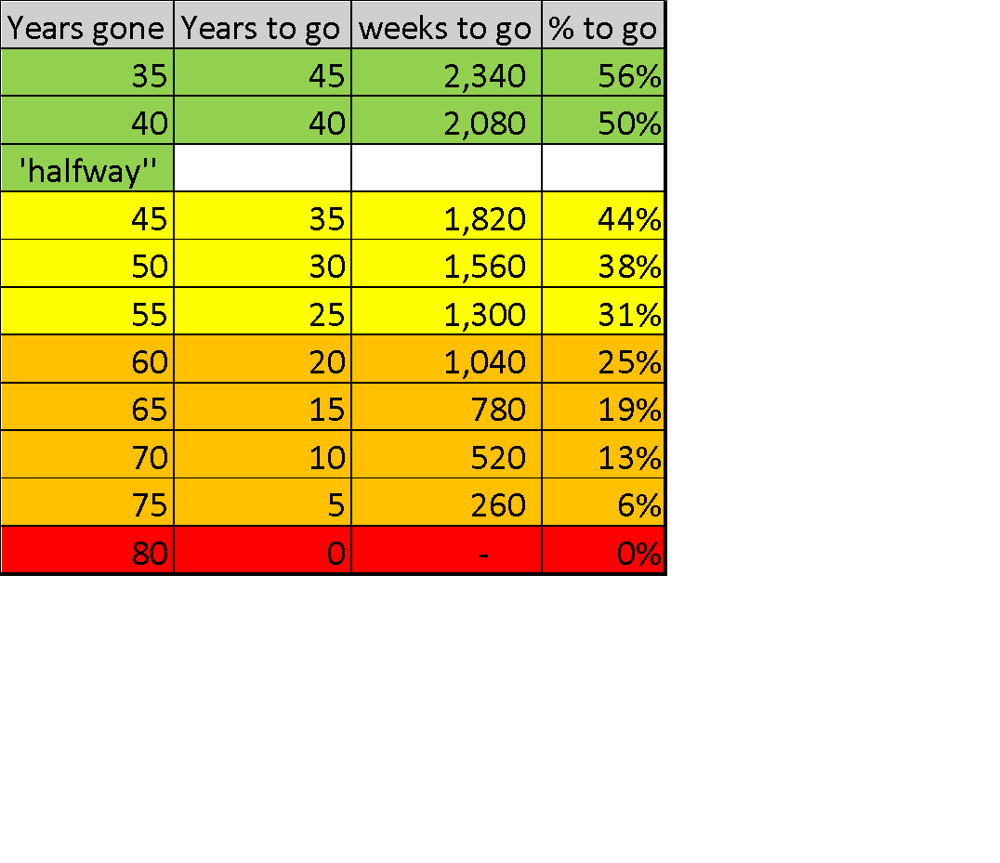 Years gone Years to go weeks to go % to go
35 45 2,340 56%
40 40 2,080 50%
'halfway''
45 35 1,820 44%
50 30 1,560 38%
55 25 1,300 31%
60 20 1,040 25%
65 15 780 19%
70 10 520 13%
75 5 260 6%
80 0 - 0%